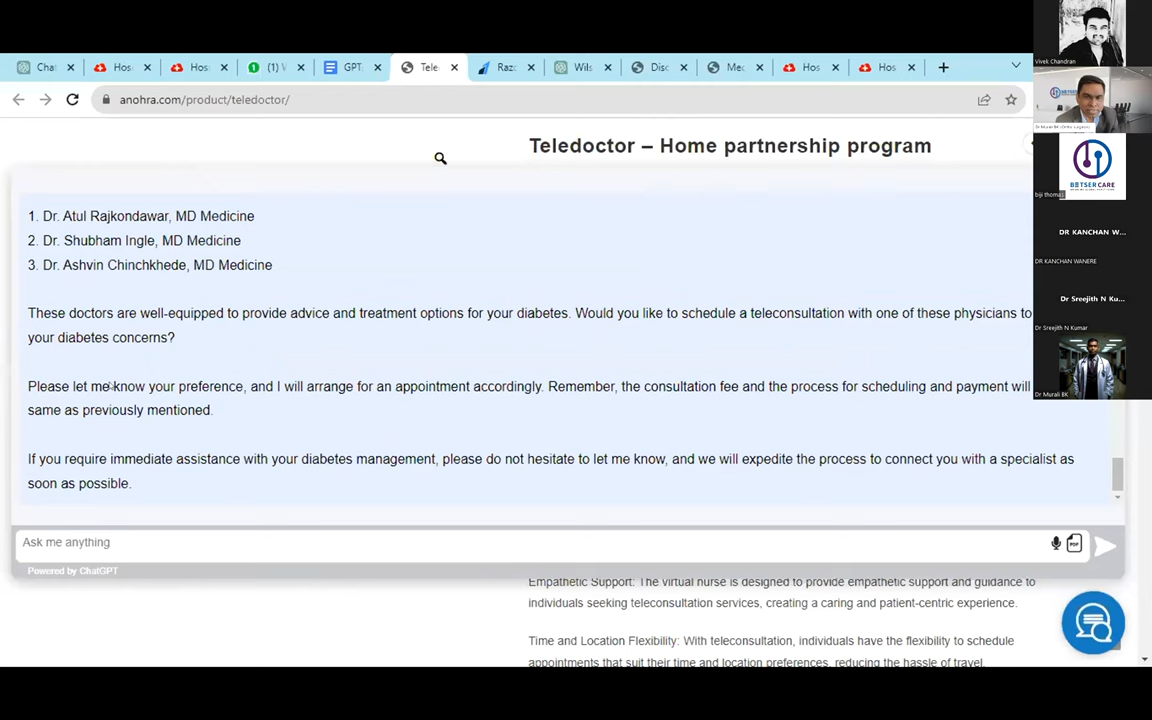 Chat
Hos
Hos
(1) W
GPT
Tele
Razo
Wils
Disc
Med
Hos
Hos
anohra.com/product/teledoctor/
Teledoctor – Home partnership program
1. Dr. Atul Rajkondawar, MD Medicine
2. Dr. Shubham Ingle, MD Medicine
3. Dr. Ashvin Chinchkhede, MD Medicine
These doctors are well-equipped to provide advice and treatment options for your diabetes. Would you like to schedule a teleconsultation with one of these physicians to
your diabetes concerns?
Please let me know your preference, and I will arrange for an appointment accordingly. Remember, the consultation fee and the process for scheduling and payment will
same as previously mentioned.
If you require immediate assistance with your diabetes management, please do not hesitate to let me know, and we will expedite the process to connect you with a specialist as
soon as possible.
Ask me anything
PDF
Powered by ChatGPT
Empathetic Support: The virtual nurse is designed to provide empathetic support and guidance to
individuals seeking teleconsultation services, creating a caring and patient-centric experience.
Time and Location Flexibility: With teleconsultation, individuals have the flexibility to schedule
appointments that suit their time and location preferences, reducing the hassle of travel.
Vivek Chandran
BETSER CARE
biji thomas
DR KANCHAN W...
DR KANCHAN WANERE
Dr Sreejith N Ku...
Dr Sreejith N Kumar
Dr Murali BK